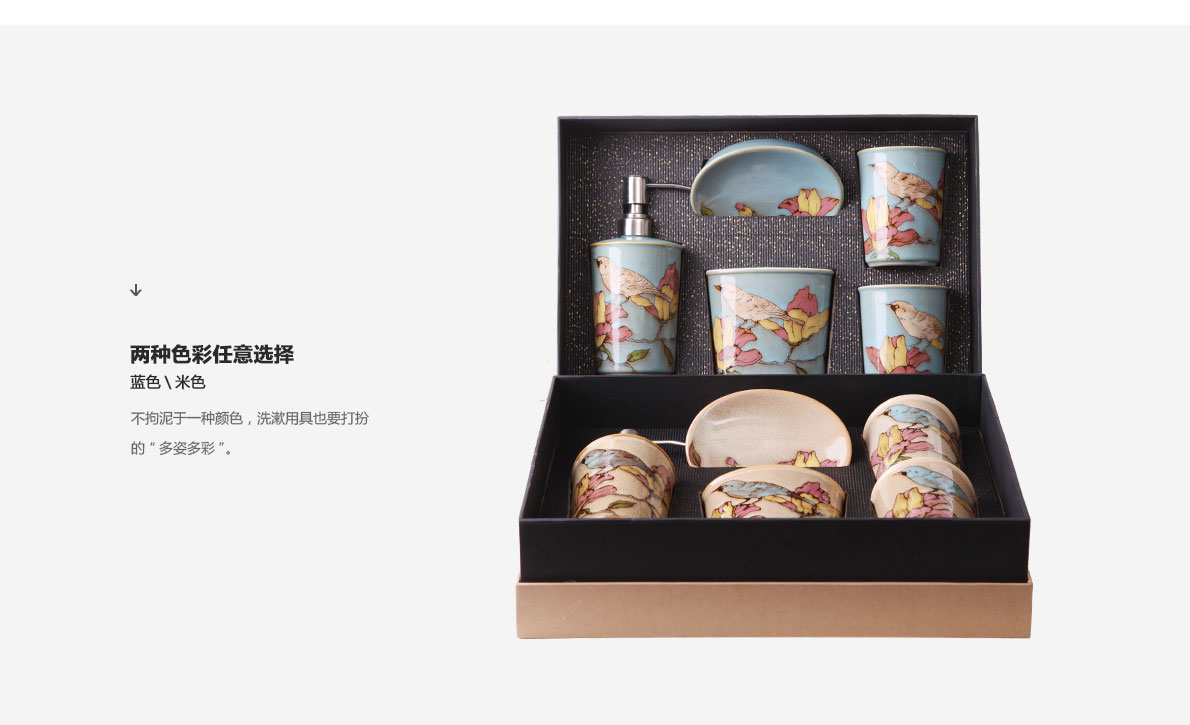 两种色彩任意选择
蓝色 \ 米色
不拘泥于一种颜色，洗漱用具也要打扮
的 “ 多姿多彩 ”。